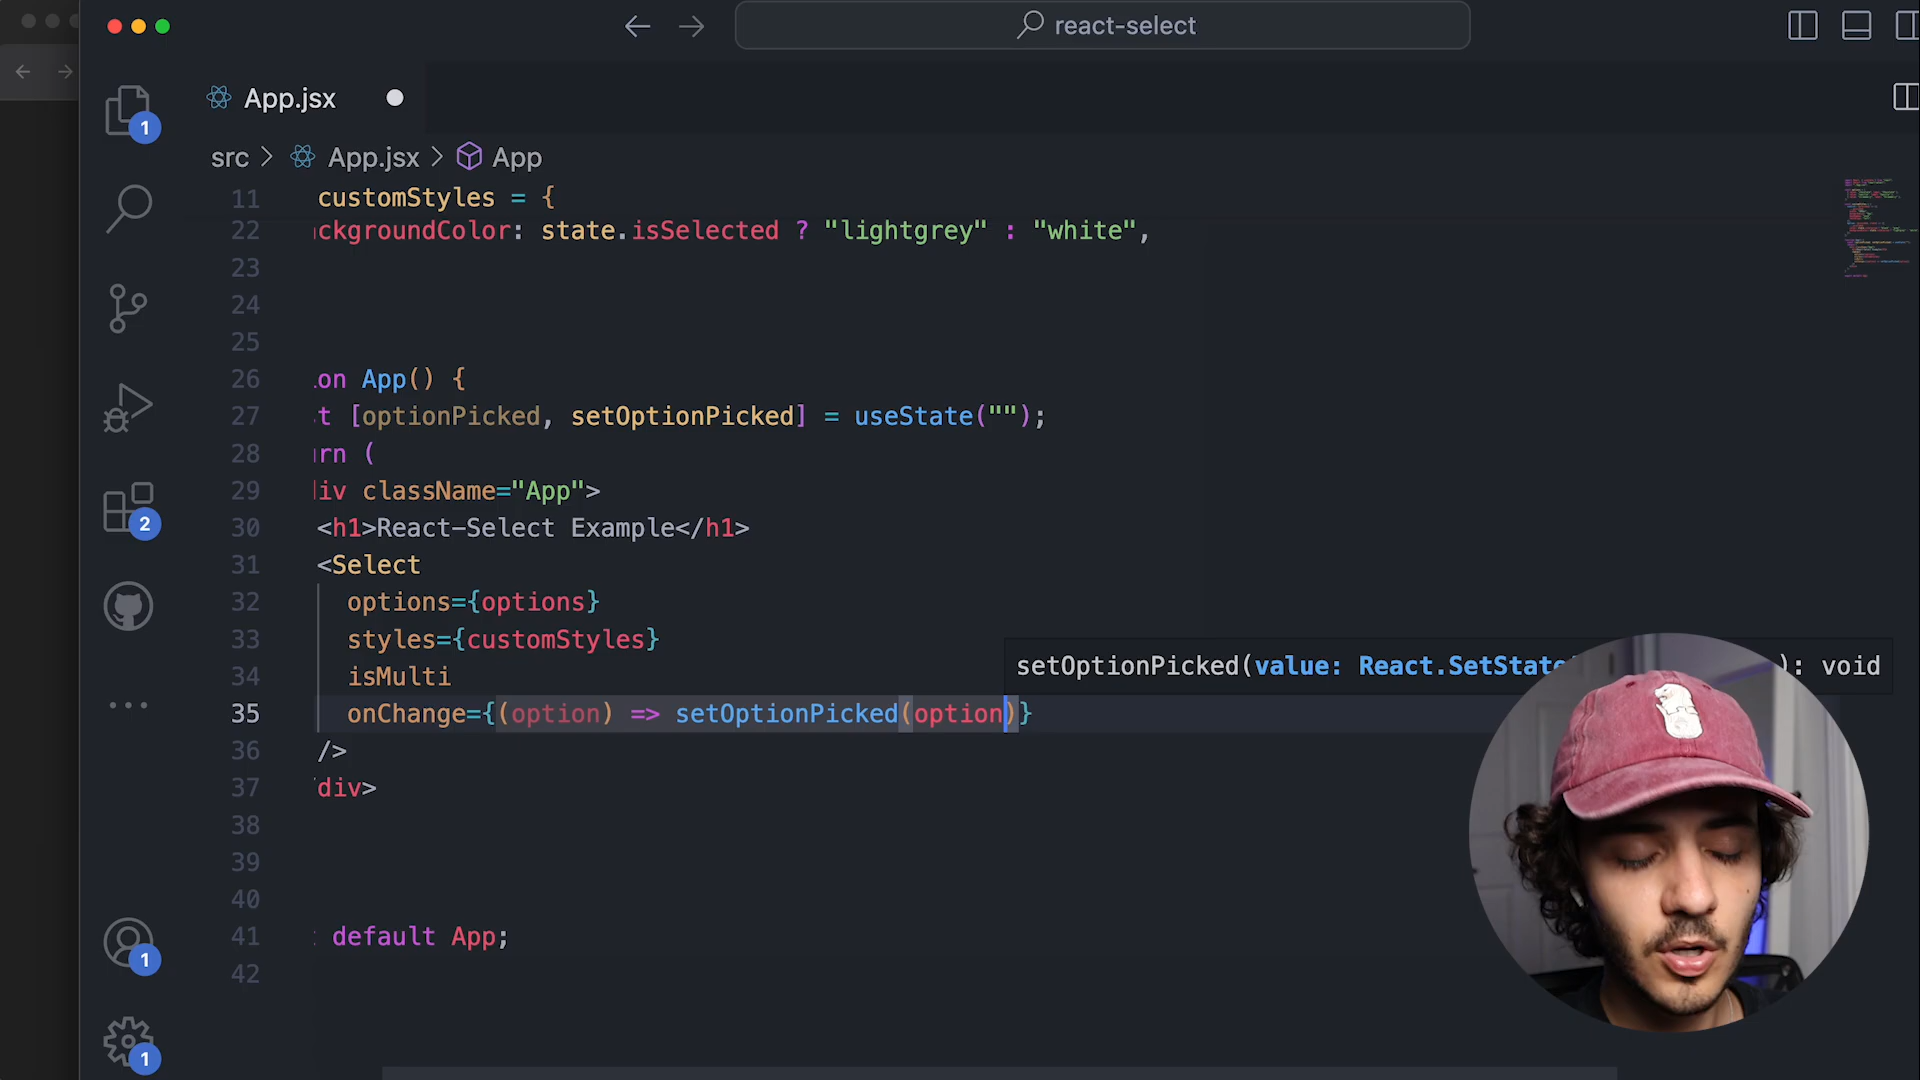 react-select
App.jsx
src > App.jsx > App
11 customStyles = {
22 ckgroundColor: state.isSelected ? "lightgrey" : "white",
23
24
25
26 on App() {
27 t [optionPicked, setOptionPicked] = useState("");
28 rn (
29 div className="App">
30 <h1>React-Select Example</h1>
31 <Select
32 options={options}
33 styles={customStyles}
setOptionPicked(value: React.SetState ): void
34 isMulti
35 onChange={(option) => setOptionPicked(option)}
36 />
37 div>
38
39
40
41 default App;
42
1
2
1
1